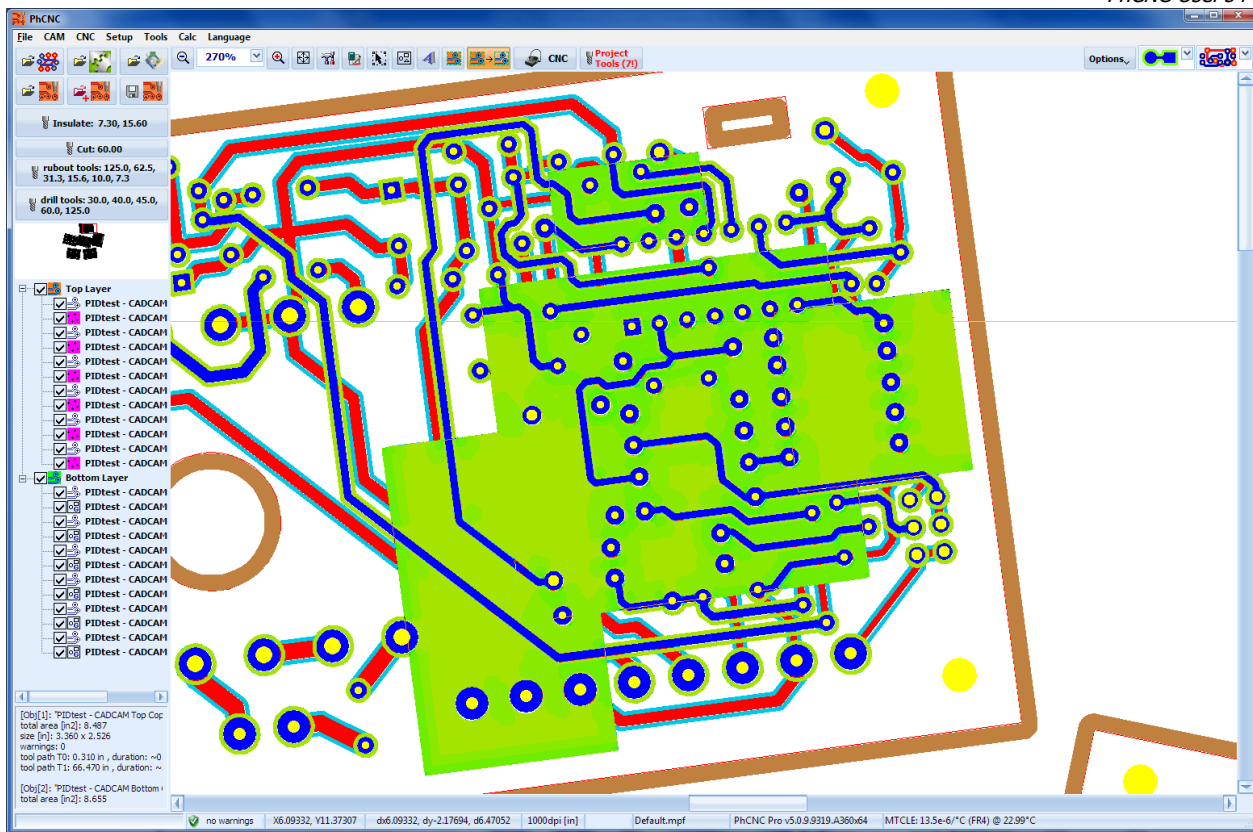 PhCNC
File CAM CNC Setup Tools Calc Language
270%
CNC
Project
Tools (7!)
Options
Insulate: 7.30, 15.60
Cut: 60.00
rubout tools: 125.0, 62.5,
31.3, 15.6, 10.0, 7.3
drill tools: 30.0, 40.0, 45.0,
60.0, 125.0
Top Layer
PIDtest - CADCAM
PIDtest - CADCAM
PIDtest - CADCAM
PIDtest - CADCAM
PIDtest - CADCAM
PIDtest - CADCAM
PIDtest - CADCAM
PIDtest - CADCAM
PIDtest - CADCAM
PIDtest - CADCAM
PIDtest - CADCAM
PIDtest - CADCAM
Bottom Layer
PIDtest - CADCAM
PIDtest - CADCAM
PIDtest - CADCAM
PIDtest - CADCAM
PIDtest - CADCAM
PIDtest - CADCAM
PIDtest - CADCAM
PIDtest - CADCAM
PIDtest - CADCAM
PIDtest - CADCAM
PIDtest - CADCAM
PIDtest - CADCAM
[Obj[1]: "PIDtest - CADCAM Top Cop
total area [in2]: 8.487
size [in]: 3.360 x 2.526
warnings: 0
tool path T0: 0.310 in , duration: ~0
tool path T1: 66.470 in , duration: ~
[Obj[2]: "PIDtest - CADCAM Bottom
total area [in2]: 8.655
no warnings X6.09332, Y11.37307 dx6.09332, dy-2.17694, d6.47052 1000dpi [in] Default.mpf PhCNC Pro v5.0.9.9319.A360x64 MTCLE: 13.5e-6/°C (FR4) @ 22.99°C